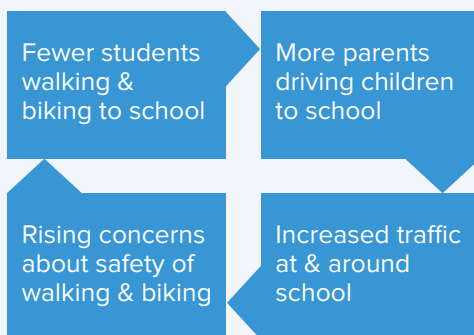 Fewer students
walking &
biking to school
More parents
driving children
to school
Increased traffic
at & around
school
Rising concerns
about safety of
walking & biking